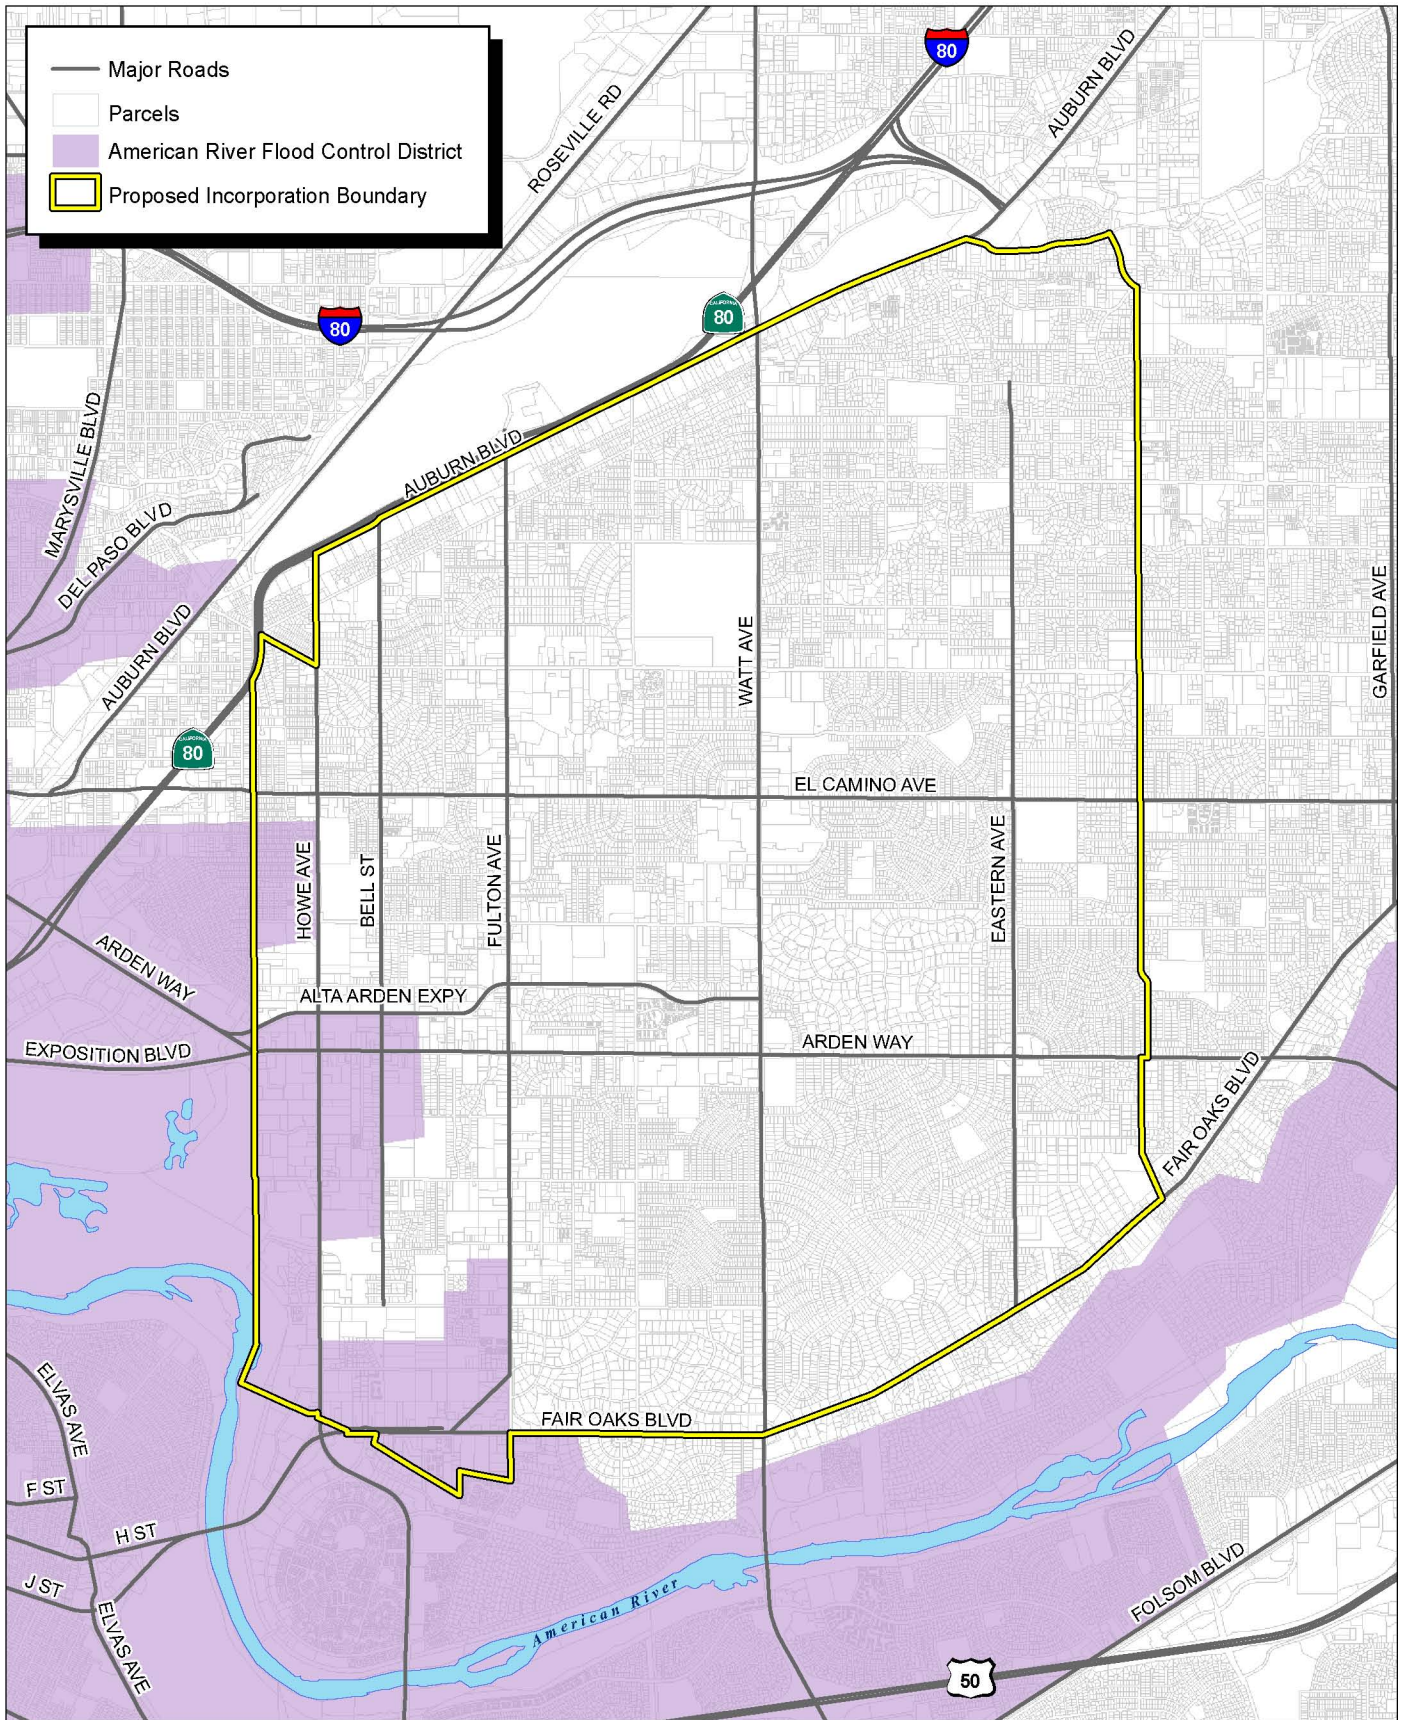 Major Roads
Parcels
American River Flood Control District
Proposed Incorporation Boundary
80
AUBURN BLVD
ROSEVILLE RD
CALIFORNIA
80
80
MARYSVILLE BLVD
AUBURN BLVD
DEL PASO BLVD
GARFIELD AVE
AUBURN BLVD
WATT AVE
CALIFORNIA
80
EL CAMINO AVE
HOWE AVE
BELL ST
FULTON AVE
EASTERN AVE
ARDEN WAY
ALTA ARDEN EXPY
EXPOSITION BLVD
ARDEN WAY
FAIR OAKS BLVD
ELVAS AVE
FAIR OAKS BLVD
F ST
H ST
J ST
FOLSOM BLVD
American River
ELVAS AVE
50